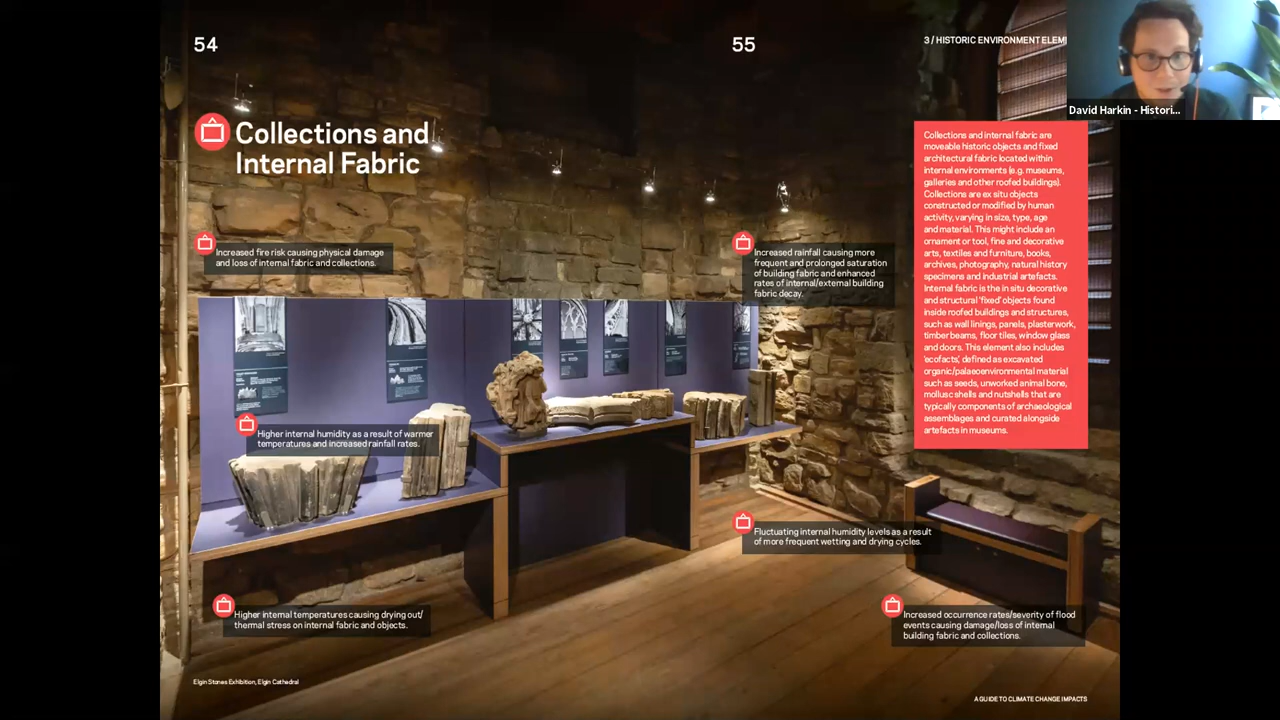 54
55
3 / HISTORIC ENVIRONMENT ELEM
David Harkin - Histori...
Collections and
Internal Fabric
Increased fire risk causing physical damage
and loss of internal fabric and collections.
Higher internal humidity as a result of warmer
temperatures and increased rainfall rates.
Higher internal temperatures causing drying out/
thermal stress on internal fabric and objects.
Elgin Stones Exhibition, Elgin Cathedral
Increased rainfall causing more
frequent and prolonged saturation
of building fabric and enhanced
rates of internal/external building
fabric decay.
Fluctuating internal humidity levels as a result
of more frequent wetting and drying cycles.
Collections and internal fabric are
moveable historic objects and fixed
architectural fabric located within
internal environments (e.g. museums,
galleries and other roofed buildings).
Collections are ex situ objects
constructed or modified by human
activity, varying in size, type, age
and material. This might include an
ornament or tool, fine and decorative
arts, textiles and furniture, books,
archives, photography, natural history
specimens and industrial artefacts.
Internal fabric is the in situ decorative
and structural 'fixed' objects found
inside roofed buildings and structures,
such as wall linings, panels, plasterwork,
timber beams, floor tiles, window glass
and doors. This element also includes
'ecofacts', defined as excavated
organic/palaeoenvironmental material
such as seeds, unworked animal bone,
mollusc shells and nutshells that are
typically components of archaeological
assemblages and curated alongside
artefacts in museums.
Increased occurrence rates/severity of flood
events causing damage/loss of internal
building fabric and collections.
A GUIDE TO CLIMATE CHANGE IMPACTS